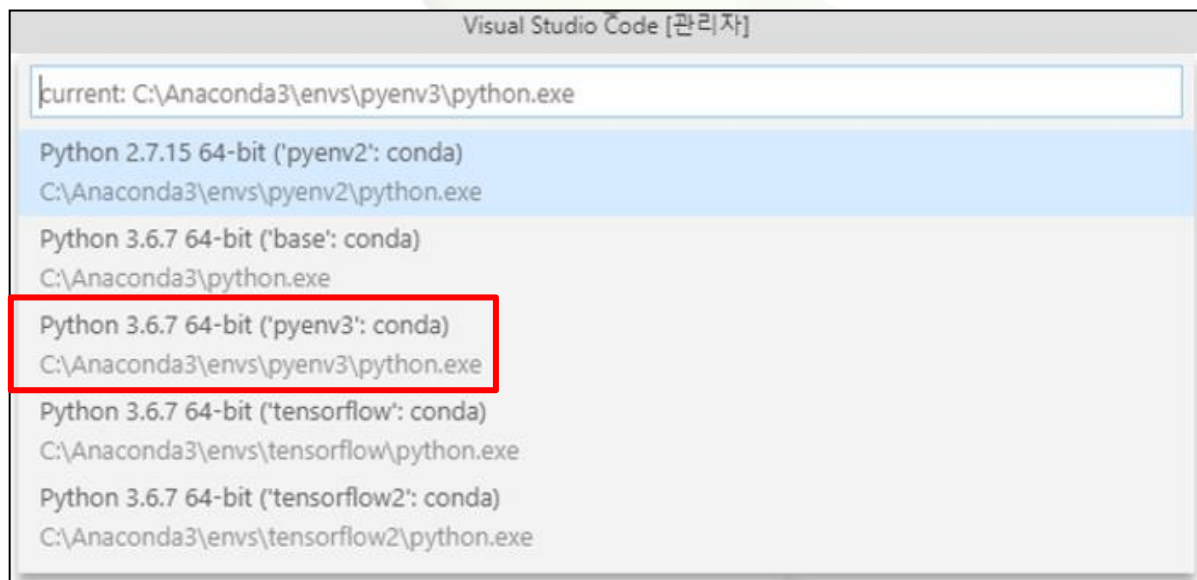 Visual Studio Code [관리자]
current: C:\Anaconda3\envs\pyenv3\python.exe
Python 2.7.15 64-bit ('pyenv2': conda)
C:\Anaconda3\envs\pyenv2\python.exe
Python 3.6.7 64-bit ('base': conda)
C:\Anaconda3\python.exe
Python 3.6.7 64-bit ('pyenv3': conda)
C:\Anaconda3\envs\pyenv3\python.exe
Python 3.6.7 64-bit ('tensorflow': conda)
C:\Anaconda3\envs\tensorflow\python.exe
Python 3.6.7 64-bit ('tensorflow2': conda)
C:\Anaconda3\envs\tensorflow2\python.exe